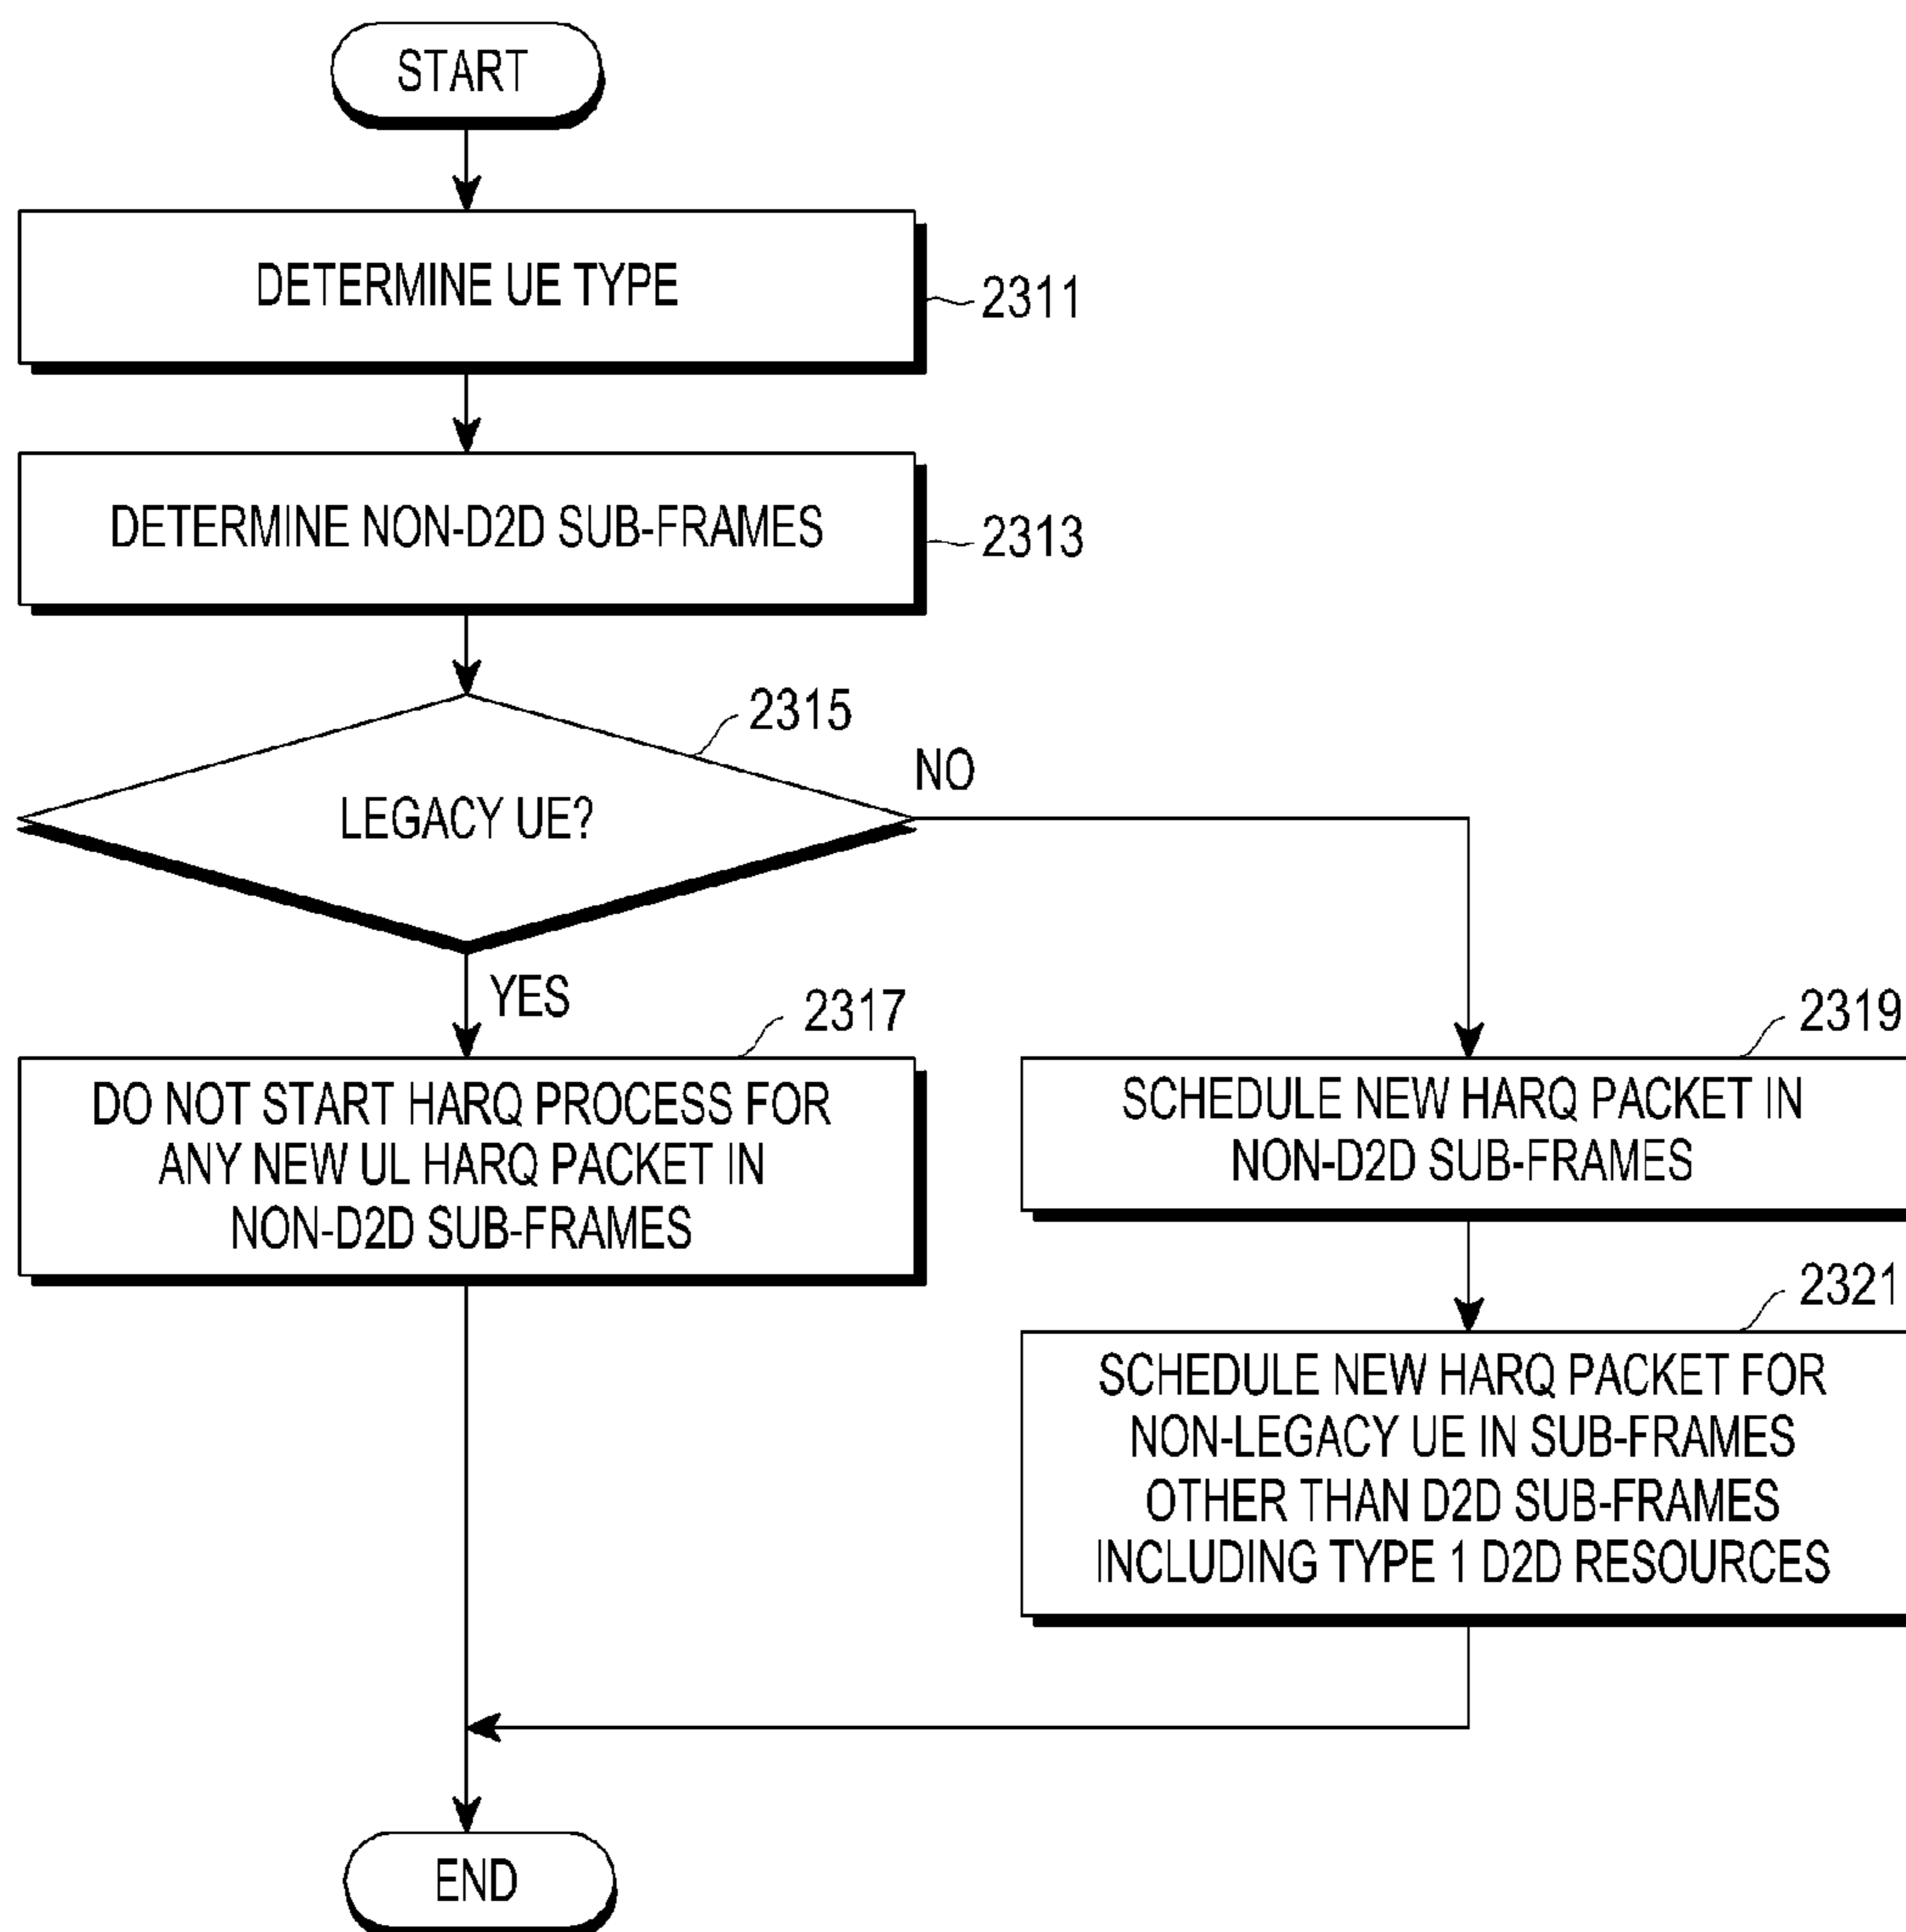 START
DETERMINE UE TYPE
2311
DETERMINE NON-D2D SUB-FRAMES
2313
2315
LEGACY UE?
NO
YES
2317
DO NOT START HARQ PROCESS FOR
ANY NEW UL HARQ PACKET IN
NON-D2D SUB-FRAMES
2319
SCHEDULE NEW HARQ PACKET IN
NON-D2D SUB-FRAMES
2321
SCHEDULE NEW HARQ PACKET FOR
NON-LEGACY UE IN SUB-FRAMES
OTHER THAN D2D SUB-FRAMES
INCLUDING TYPE 1 D2D RESOURCES
END